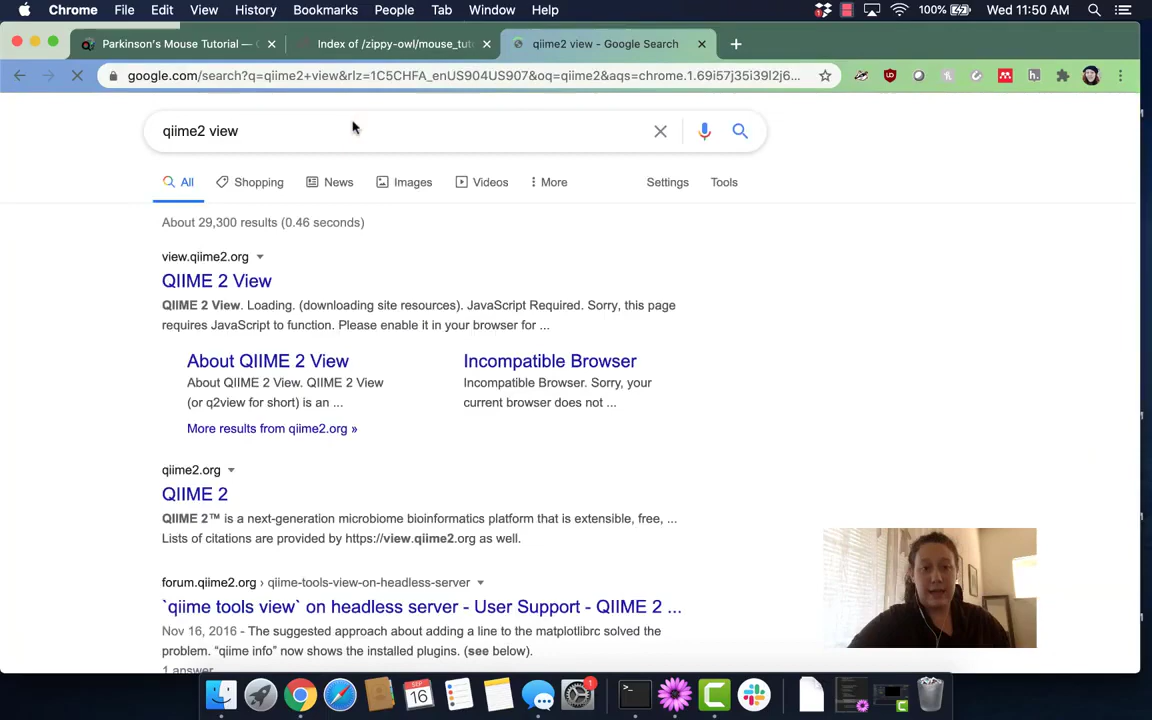 Chrome File Edit View History Bookmarks People Tab Window Help 100% Wed 11:50 AM
Parkinson's Mouse Tutorial — Index of /zippy-owl/mouse_tut qiime2 view - Google Search
google.com/search?q=qiime2+view&rlz=1C5CHFA_enUS904US907&oq=qiime2&aqs=chrome.1.69i57j35i39l2j6...
qiime2 view
All Shopping News Images Videos More Settings Tools
About 29,300 results (0.46 seconds)
view.qiime2.org
QIIME 2 View
QIIME 2 View. Loading. (downloading site resources). JavaScript Required. Sorry, this page
requires JavaScript to function. Please enable it in your browser for ...
About QIIME 2 View Incompatible Browser
About QIIME 2 View. QIIME 2 View Incompatible Browser. Sorry, your
(or q2view for short) is an ... current browser does not ...
More results from qiime2.org »
qiime2.org
QIIME 2
QIIME 2™ is a next-generation microbiome bioinformatics platform that is extensible, free, ...
Lists of citations are provided by https://view.qiime2.org as well.
forum.qiime2.org › qiime-tools-view-on-headless-server
`qiime tools view` on headless server - User Support - QIIME 2 ...
Nov 16, 2016 - The suggested approach about adding a line to the matplotlibrc solved the
problem. “qiime info” now shows the installed plugins. (see below).
1 answer
SEP
16
1